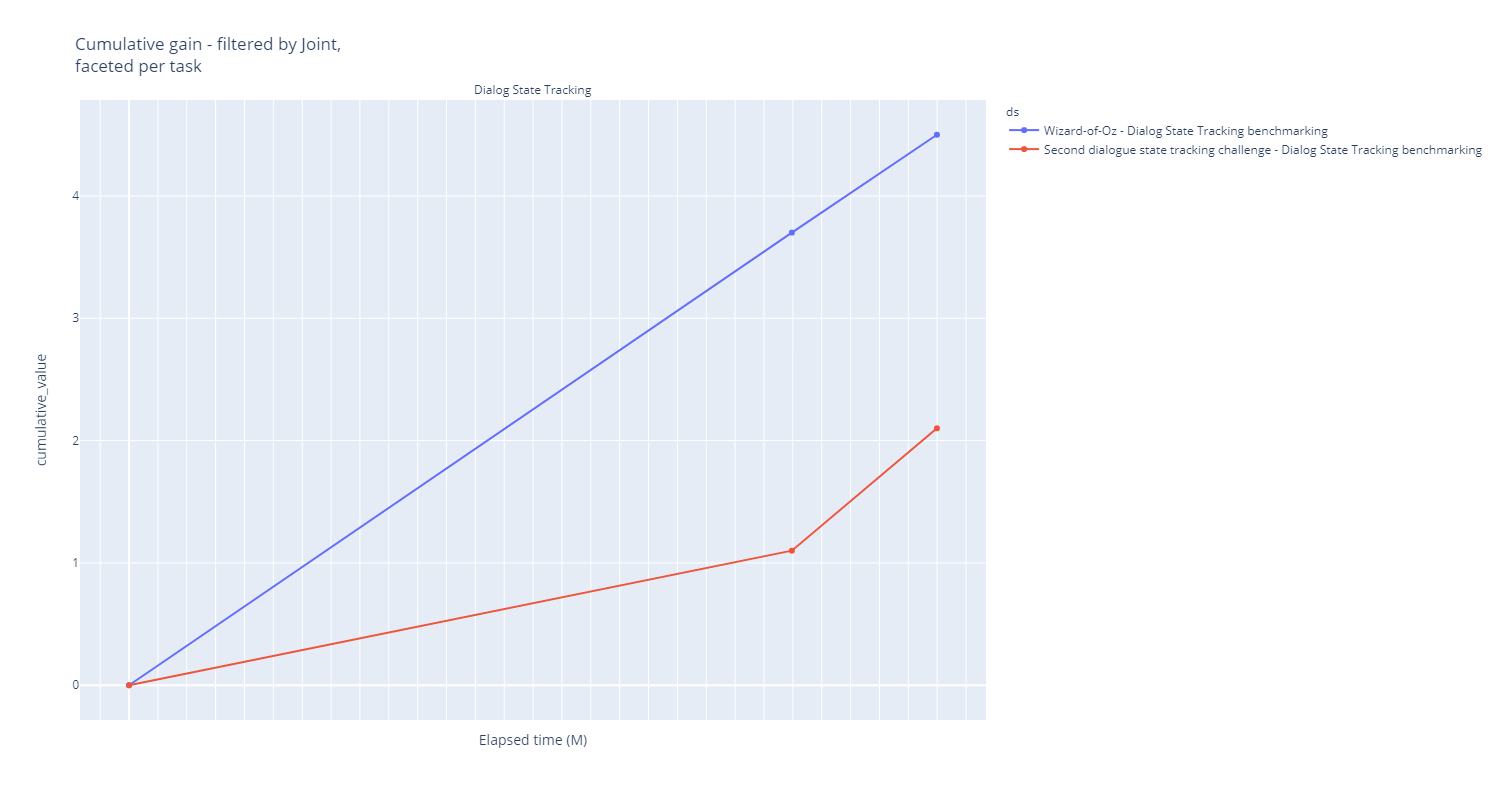 Cumulative gain - filtered by Joint,
faceted per task
Dialog State Tracking
ds
Wizard-of-Oz - Dialog State Tracking benchmarking
Second dialogue state tracking challenge - Dialog State Tracking benchmarking
4
3
2
1
0
cumulative_value
Elapsed time (M)